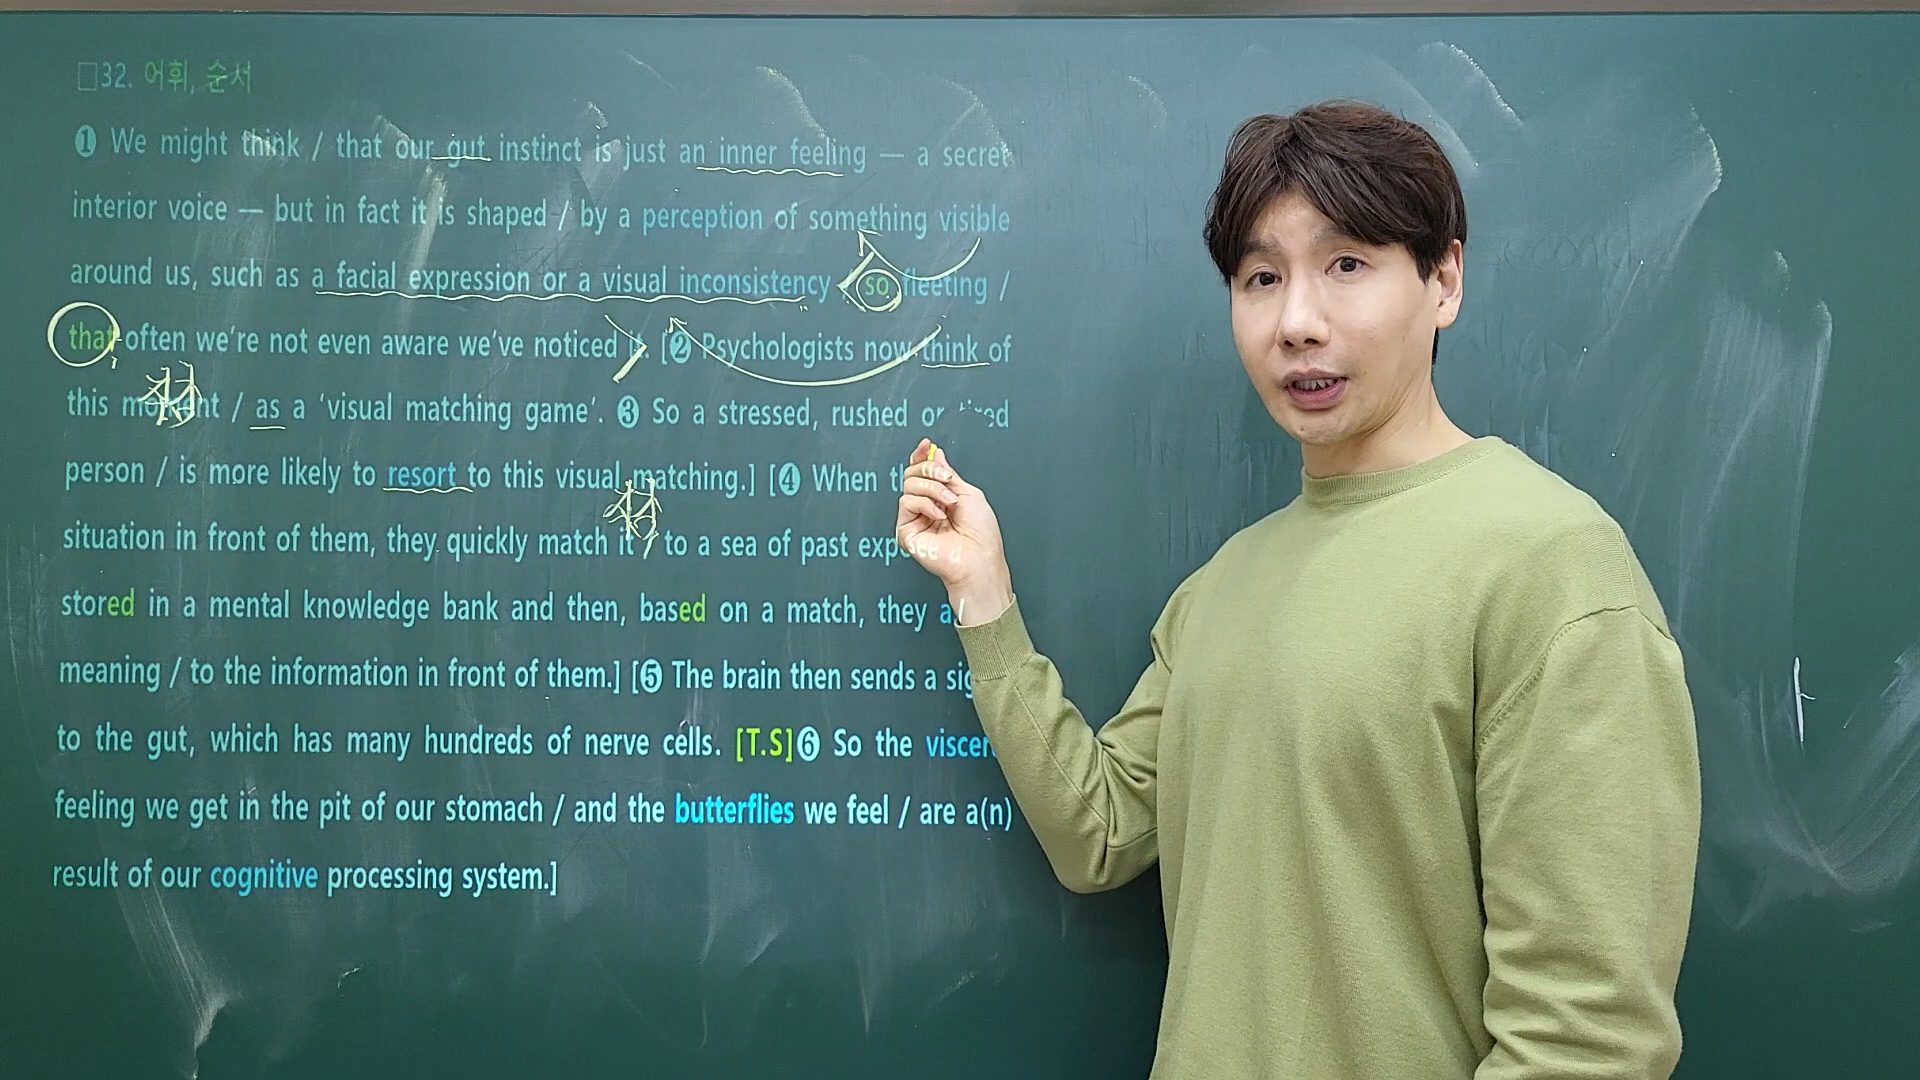 □32. 어휘, 순서
❶ We might think / that our gut instinct is just an inner feeling — a secret
interior voice — but in fact it is shaped / by a perception of something visible
around us, such as a facial expression or a visual inconsistency / so fleeting /
that often we're not even aware we've noticed it. [❷ Psychologists now think of
this moment / as a 'visual matching game'. ❸ So a stressed, rushed or tired
person / is more likely to resort to this visual matching.] [❹ When
situation in front of them, they quickly match it / to a sea of past
stored in a mental knowledge bank and then, based on a match, they
meaning / to the information in front of them.] [❺ The brain then sends a
to the gut, which has many hundreds of nerve cells. [T.S]❻ So the
feeling we get in the pit of our stomach / and the butterflies we feel / are a(n)
result of our cognitive processing system.]